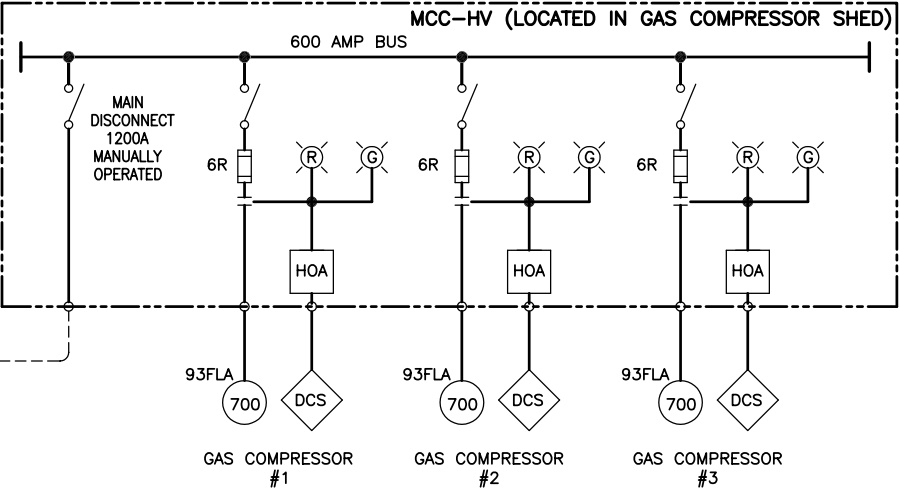 MCC-HV (LOCATED IN GAS COMPRESSOR SHED)
600 AMP BUS
MAIN
DISCONNECT
1200A
MANUALLY
OPERATED
6R
R
G
6R
R
G
6R
R
G
HOA
HOA
HOA
93FLA
700
DCS
93FLA
700
DCS
93FLA
700
DCS
GAS COMPRESSOR
#1
GAS COMPRESSOR
#2
GAS COMPRESSOR
#3